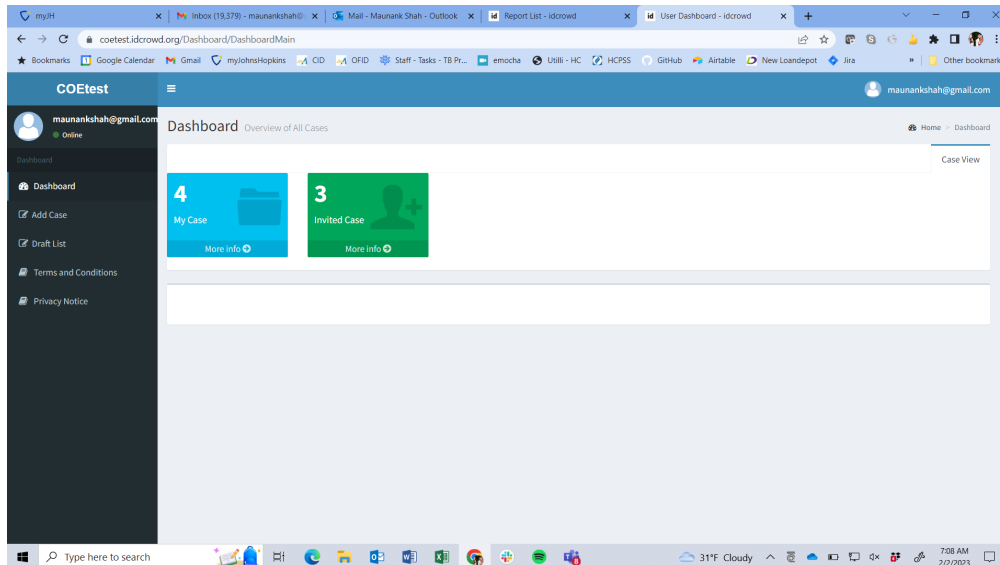 myJH
Inbox (19,379) - maunankshah@
Mail - Maunank Shah - Outlook
id Report List - idcrowd
id User Dashboard - idcrowd
coetest.idcrowd.org/Dashboard/DashboardMain
Bookmarks
Google Calendar
Gmail
myJohnsHopkins
CID
OFID
Staff - Tasks - TB Pr...
emocha
Utilli - HC
HCPSS
GitHub
Airtable
New Loandepot
Jira
»
Other bookmark
COEtest
maunankshah@gmail.com
maunankshah@gmail.com
Online
Dashboard Overview of All Cases
Home > Dashboard
Dashboard
Case View
Dashboard
Add Case
Draft List
Terms and Conditions
Privacy Notice
4
My Case
More info
3
Invited Case
More info
Type here to search
31°F Cloudy
7:08 AM
2/2/2023